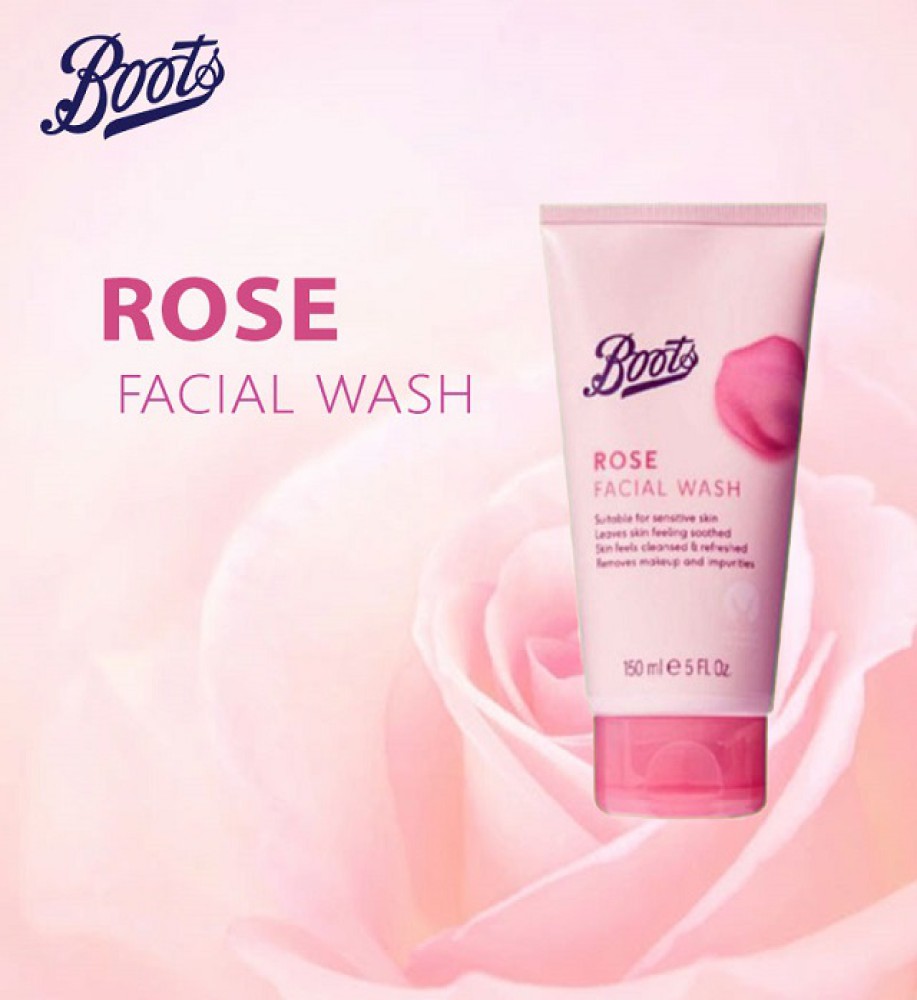 Boots
ROSE
FACIAL WASH
Boots
ROSE
FACIAL WASH
Suitable for sensitive skin
Leaves skin feeling soothed
Skin feels cleansed & refreshed
Removes makeup and impurities
150 ml e 5 Fl. Oz.